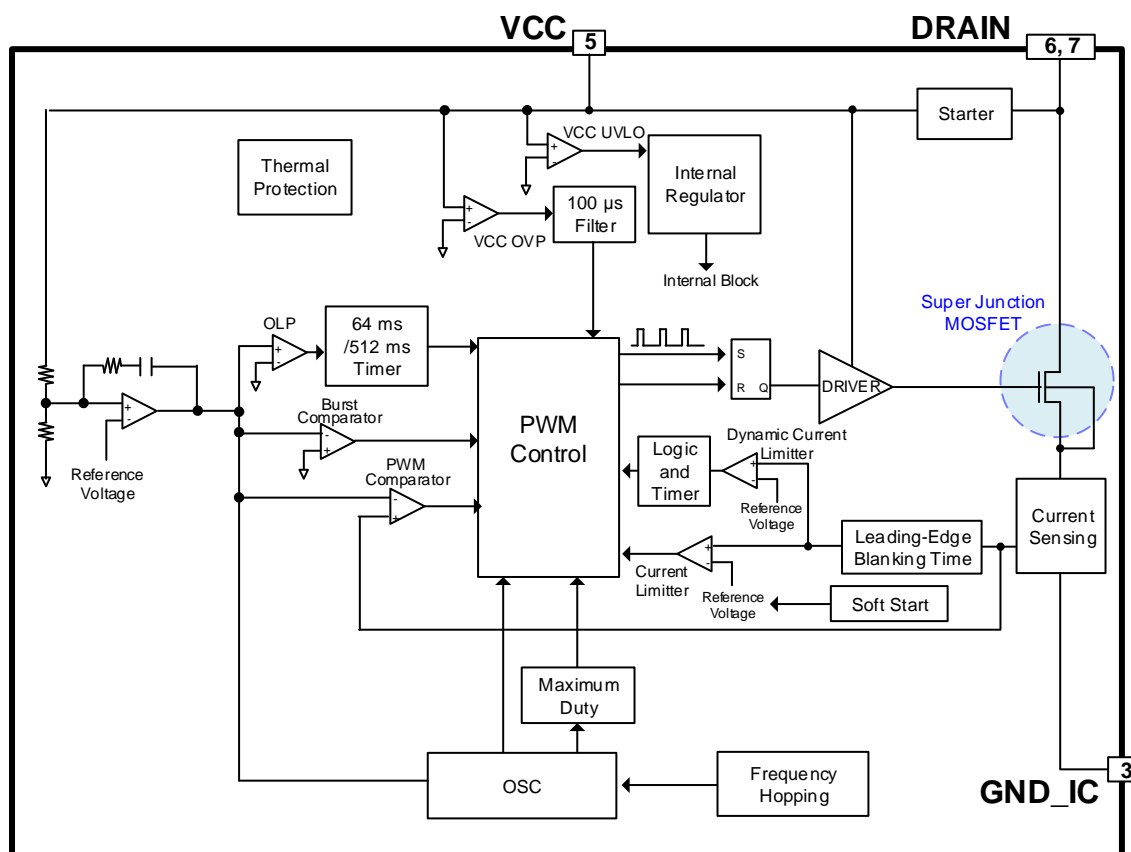 VCC
DRAIN
5
6, 7
Starter
VCC UVLO
+
-
Thermal
Protection
Internal
Regulator
100 µs
Filter
+
-
VCC OVP
Internal Block
Super Junction
MOSFET
OLP
64 ms
/512 ms
Timer
+
-
S
R
Q
DRIVER
PWM
Control
Burst
Comparator
+
-
-
+
Reference
Voltage
PWM
Comparator
-
+
Dynamic Current
Limitter
Logic
and
Timer
+
-
Reference
Voltage
Current
Sensing
Leading-Edge
Blanking Time
+
-
Current
Limitter
Reference
Voltage
Soft Start
Maximum
Duty
OSC
Frequency
Hopping
3
GND_IC